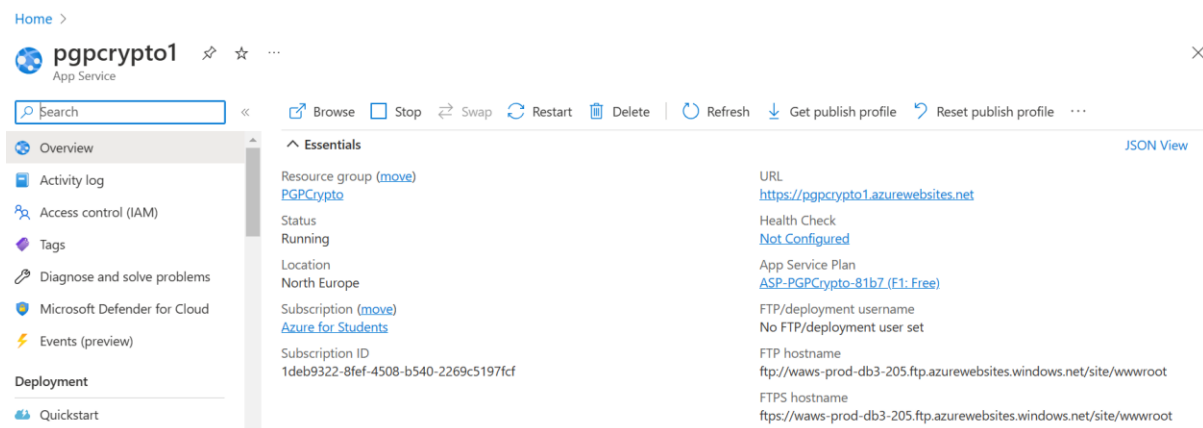 Home >
pgpcrypto1
App Service
Search
Browse Stop Swap Restart Delete Refresh Get publish profile Reset publish profile
Overview
Activity log
Access control (IAM)
Tags
Diagnose and solve problems
Microsoft Defender for Cloud
Events (preview)
Deployment
Quickstart
Essentials
JSON View
Resource group (move)
PGPCrypto
Status
Running
Location
North Europe
Subscription (move)
Azure for Students
Subscription ID
1deb9322-8fef-4508-b540-2269c5197fcf
URL
https://pgpcrypto1.azurewebsites.net
Health Check
Not Configured
App Service Plan
ASP-PGPCrypto-81b7 (F1: Free)
FTP/deployment username
No FTP/deployment user set
FTP hostname
ftp://waws-prod-db3-205.ftp.azurewebsites.windows.net/site/wwwroot
FTPS hostname
ftps://waws-prod-db3-205.ftp.azurewebsites.windows.net/site/wwwroot